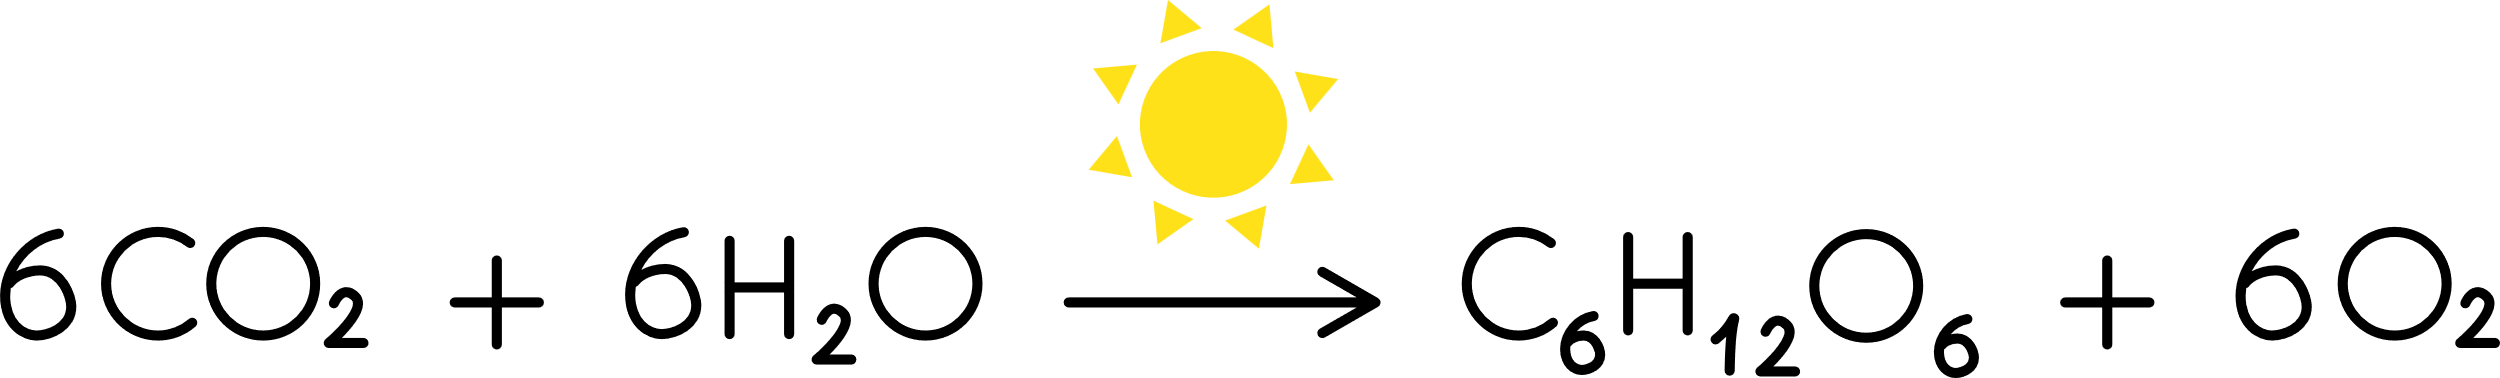 6CO₂ + 6H₂O → C₆H₁₂O₆ + 6O₂